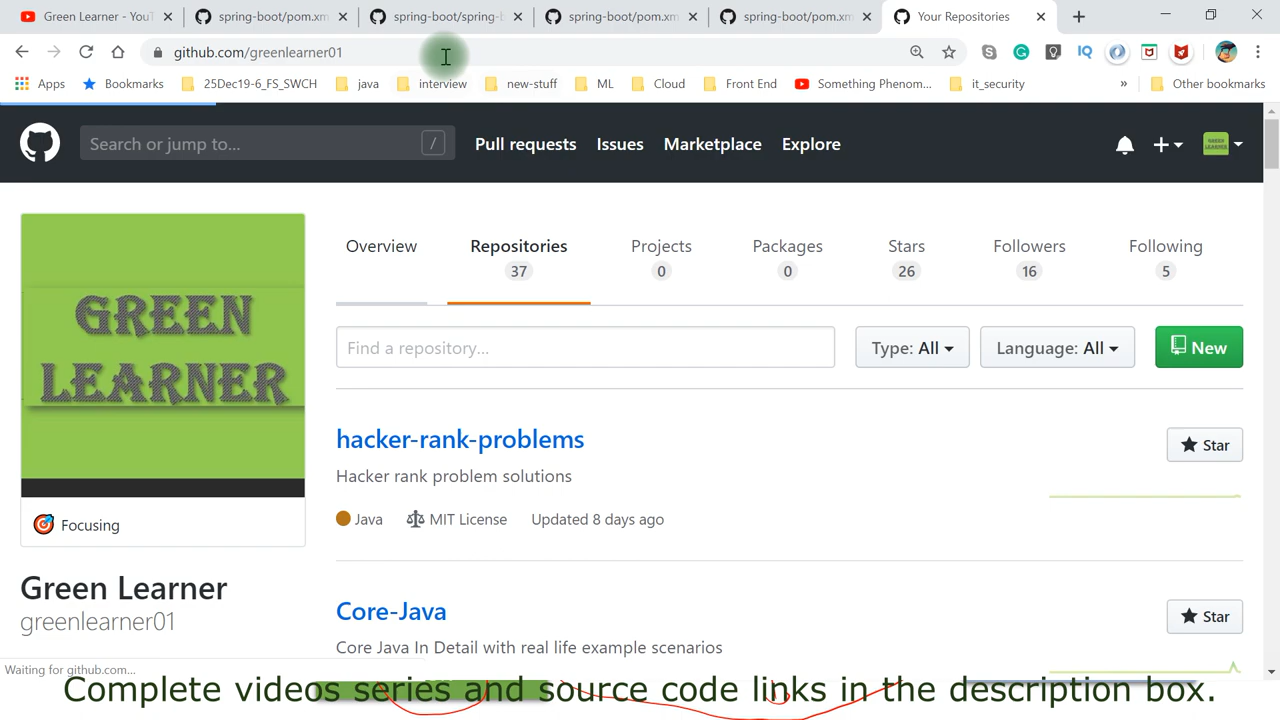 Green Learner - YouT
spring-boot/pom.xm
spring-boot/spring-b
spring-boot/pom.xm
spring-boot/pom.xm
Your Repositories
github.com/greenlearner01
IQ
Apps
Bookmarks
25Dec19-6_FS_SWCH
java
interview
new-stuff
ML
Cloud
Front End
Something Phenom...
it_security
»
Other bookmarks
Search or jump to...
/
Pull requests
Issues
Marketplace
Explore
GREEN
LEARNER
Overview
Repositories
37
Projects
0
Packages
0
Stars
26
Followers
16
Following
5
Find a repository...
Type: All
Language: All
New
hacker-rank-problems
Star
Hacker rank problem solutions
Java
MIT License
Updated 8 days ago
Focusing
Green Learner
greenlearner01
Core-Java
Star
Core Java In Detail with real life example scenarios
Waiting for github.com...
Complete videos series and source code links in the description box.